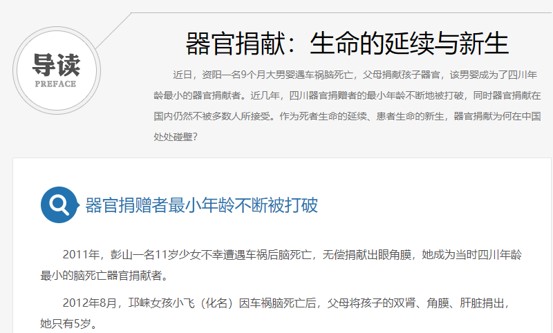 导读
PREFACE
器官捐献：生命的延续与新生
近日，资阳一名9个月大男婴遇车祸脑死亡，父母捐献孩子器官，该男婴成为了四川年
龄最小的器官捐献者。近几年，四川器官捐赠者的最小年龄不断地被打破，同时器官捐献在
国内仍然不被多数人所接受。作为死者生命的延续、患者生命的新生，器官捐献为何在中国
处处碰壁？
器官捐赠者最小年龄不断被打破
2011年，彭山一名11岁少女不幸遭遇车祸后脑死亡，无偿捐献出眼角膜，她成为当时四川年龄
最小的脑死亡器官捐献者。
2012年8月，邛崃女孩小飞（化名）因车祸脑死亡后，父母将孩子的双肾、角膜、肝脏捐出，
她只有5岁。